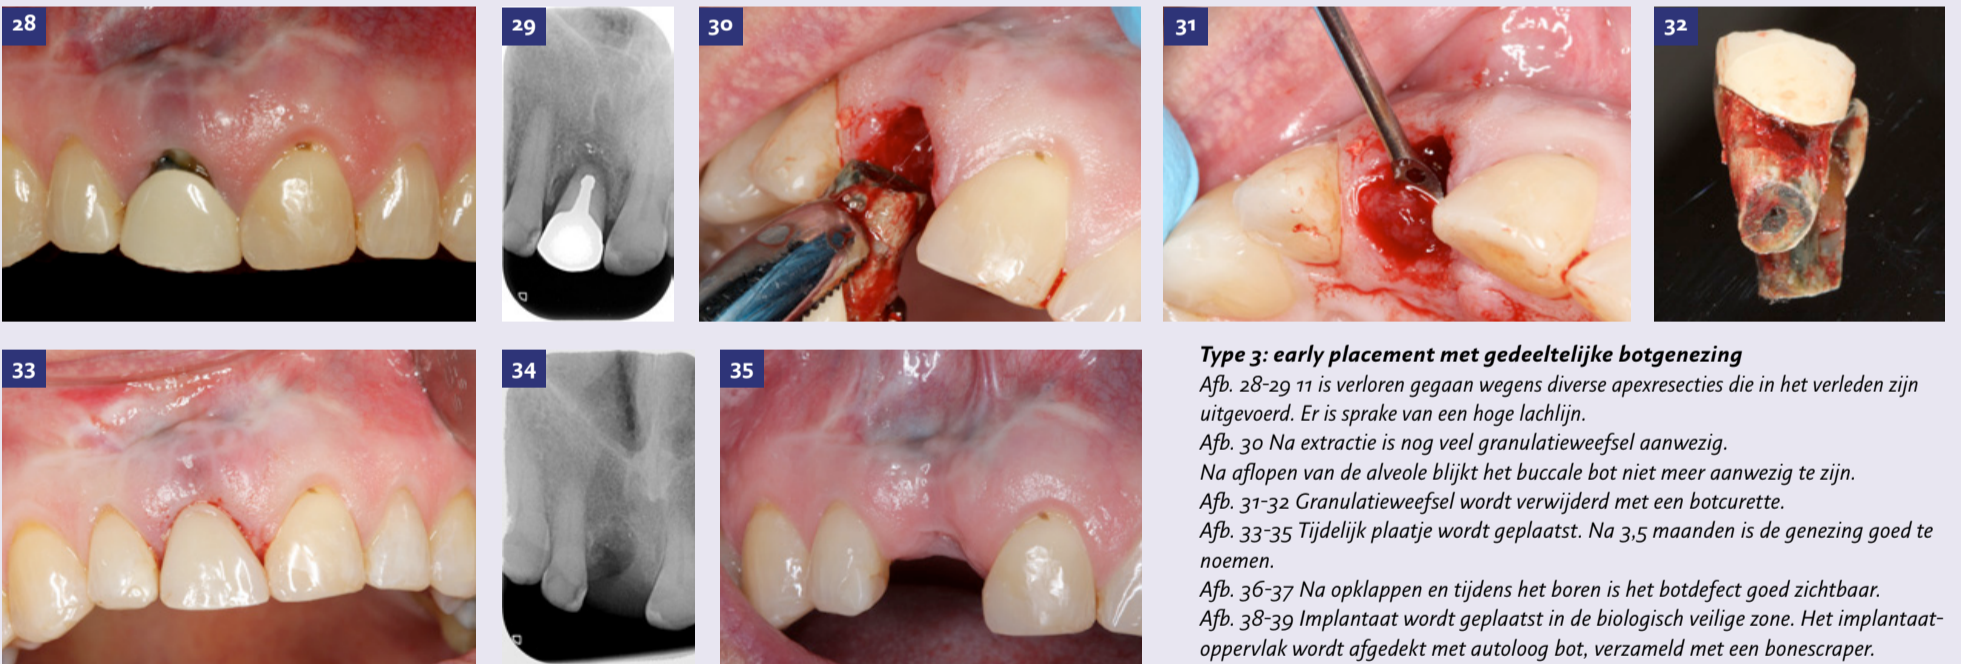 28
29
30
31
32
33
34
35
Type 3: early placement met gedeeltelijke botgenezing
Afb. 28-29 11 is verloren gegaan wegens diverse apexresecties die in het verleden zijn
uitgevoerd. Er is sprake van een hoge lachlijn.
Afb. 30 Na extractie is nog veel granulatieweefsel aanwezig.
Na aflopen van de alveole blijkt het buccale bot niet meer aanwezig te zijn.
Afb. 31-32 Granulatieweefsel wordt verwijderd met een botcurette.
Afb. 33-35 Tijdelijk plaatje wordt geplaatst. Na 3,5 maanden is de genezing goed te
noemen.
Afb. 36-37 Na opklappen en tijdens het boren is het botdefect goed zichtbaar.
Afb. 38-39 Implantaat wordt geplaatst in de biologisch veilige zone. Het implantaat-
oppervlak wordt afgedekt met autoloog bot, verzameld met een bonescraper.